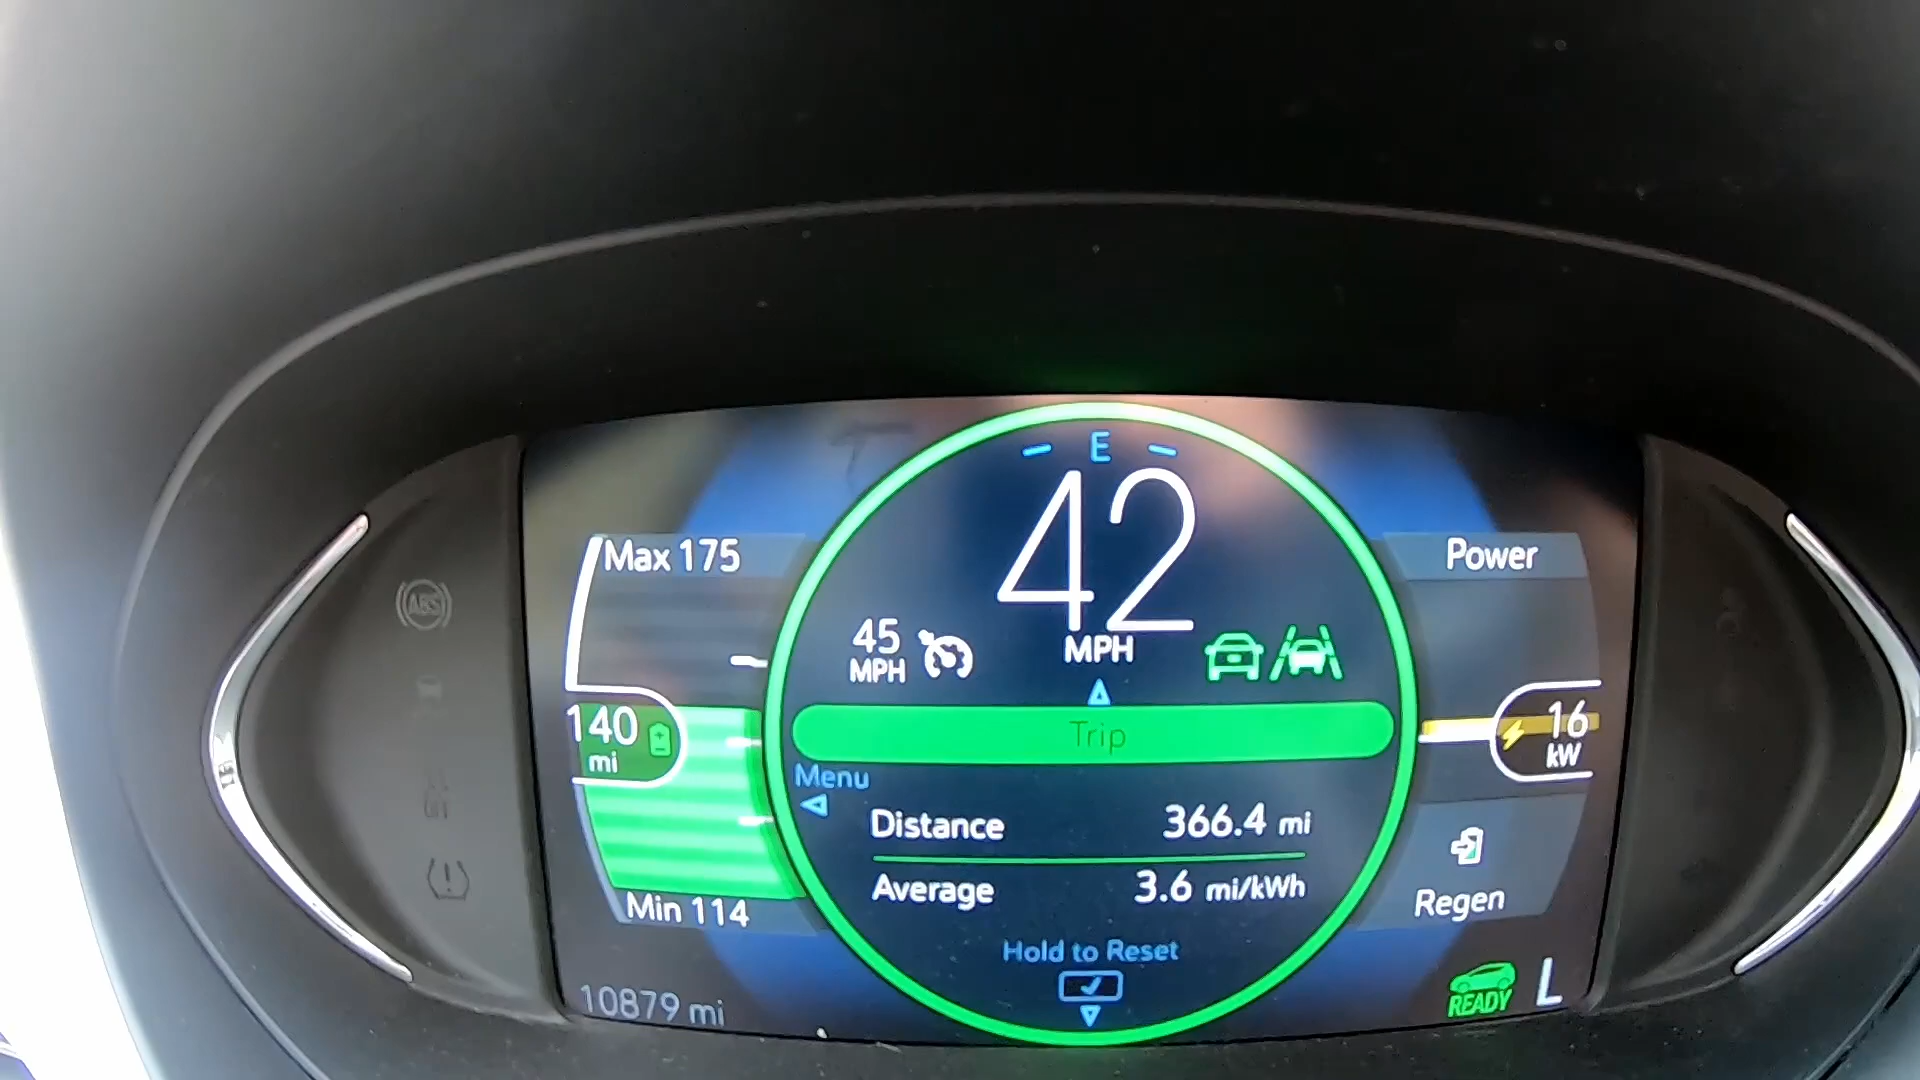 E
42
MPH
Max 175
Power
45
MPH
140
mi
Trip
16
kW
Menu
Distance 366.4 mi
Average 3.6 mi/kWh
Min 114
Regen
Hold to Reset
10879 mi
READY L
ABS